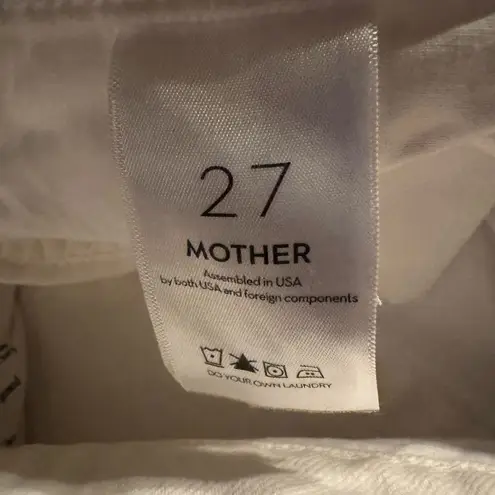 27
MOTHER
Assembled in USA
by both USA and foreign components
DO YOUR OWN LAUNDRY